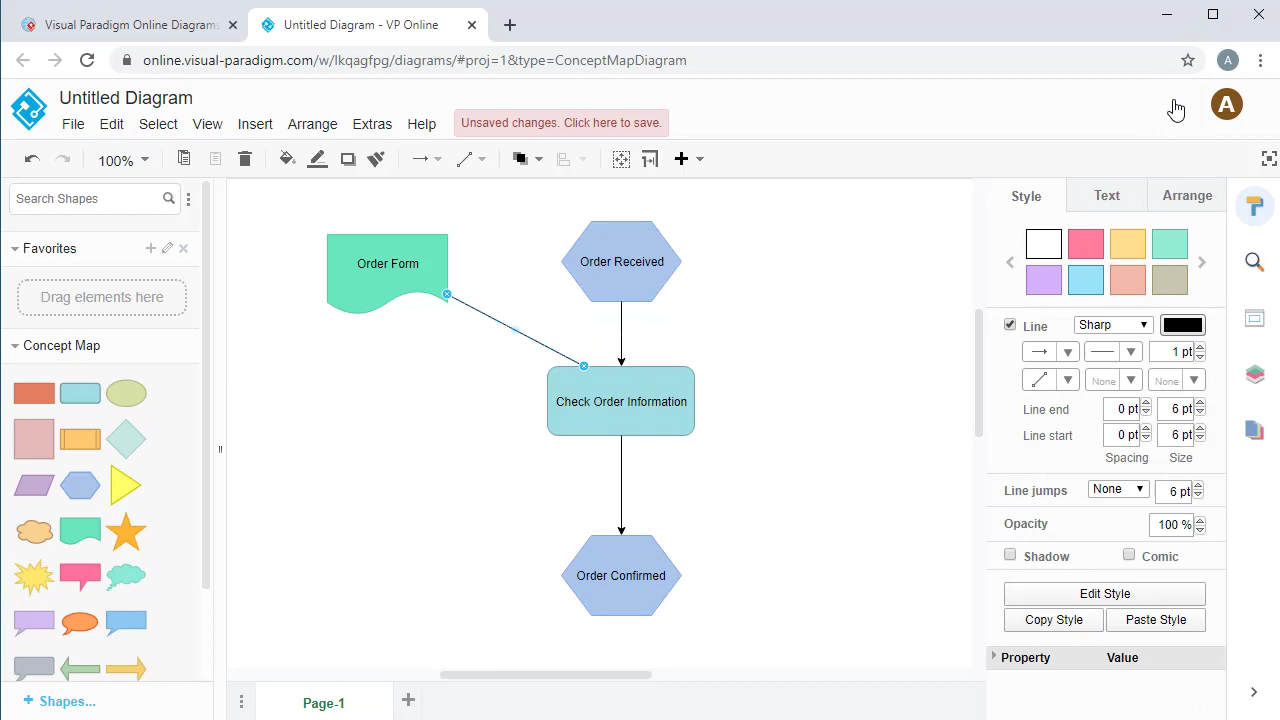 Visual Paradigm Online Diagrams
Untitled Diagram - VP Online
online.visual-paradigm.com/w/lkqagfpg/diagrams/#proj=1&type=ConceptMapDiagram
A
Untitled Diagram
A
File Edit Select View Insert Arrange Extras Help
Unsaved changes. Click here to save.
100%
Search Shapes
Favorites
Drag elements here
Concept Map
Shapes...
Order Form
Order Received
Check Order Information
Order Confirmed
Page-1
Style Text Arrange
Line Sharp
1 pt
None None
Line end 0 pt 6 pt
Line start 0 pt 6 pt
Spacing Size
Line jumps None 6 pt
Opacity 100 %
Shadow Comic
Edit Style
Copy Style Paste Style
Property Value